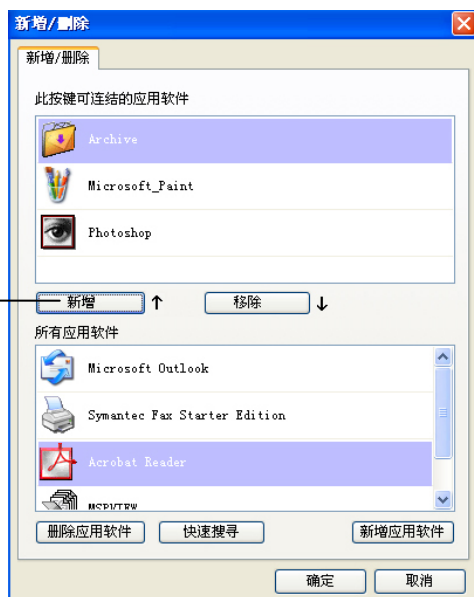 新增/删除
新增/册除
此按键可连结的应用软件
Archive
Microsoft_Paint
Photoshop
新增 ↑ 移除 ↓
所有应用软件
Microsoft Outlook
Symantec Fax Starter Edition
Acrobat Reader
MSPVIEW
删除应用软件 快速搜寻 新增应用软件
确定 取消